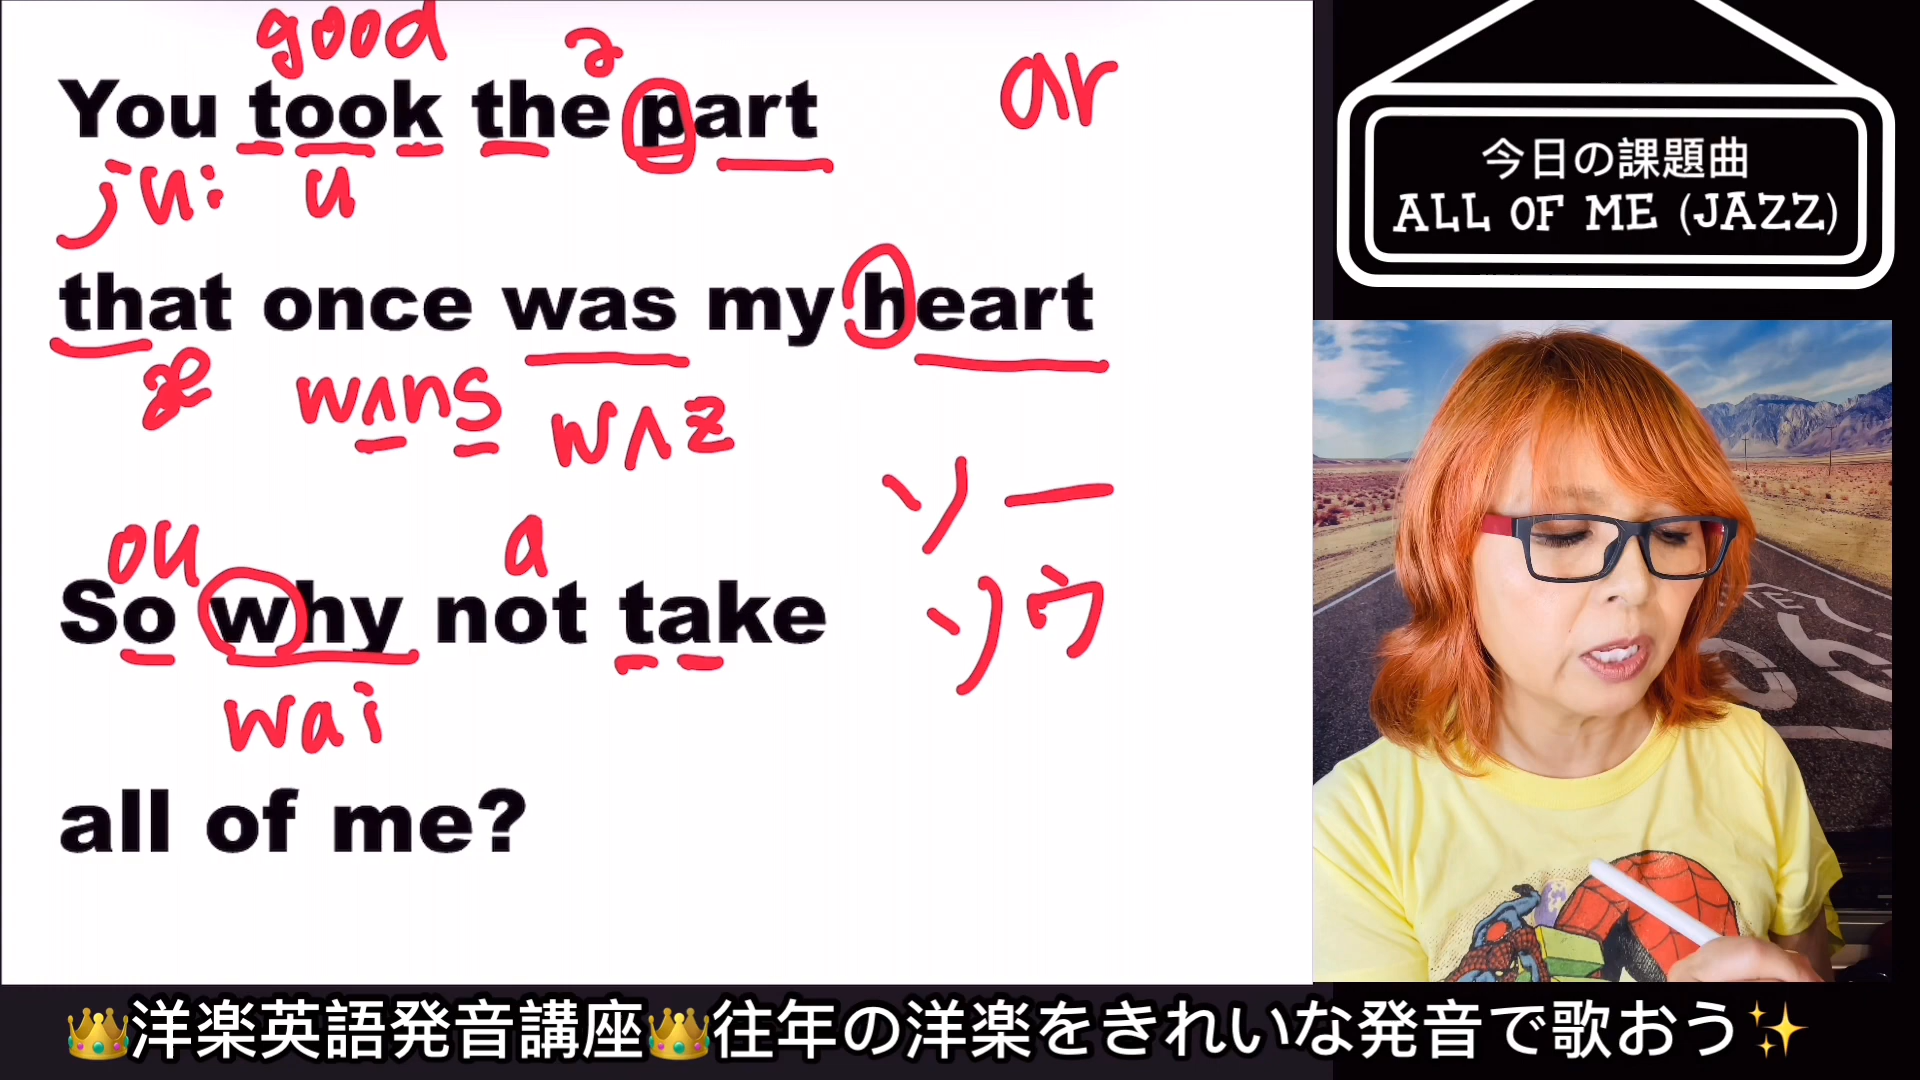 good ə
You took the part
ar
juː u
that once was my heart
æ wʌns wʌz
ソー
ou a
So why not take
ソウ
wai
all of me?
今日の課題曲
ALL OF ME (JAZZ)
👑洋楽英語発音講座👑往年の洋楽をきれいな発音で歌おう✨